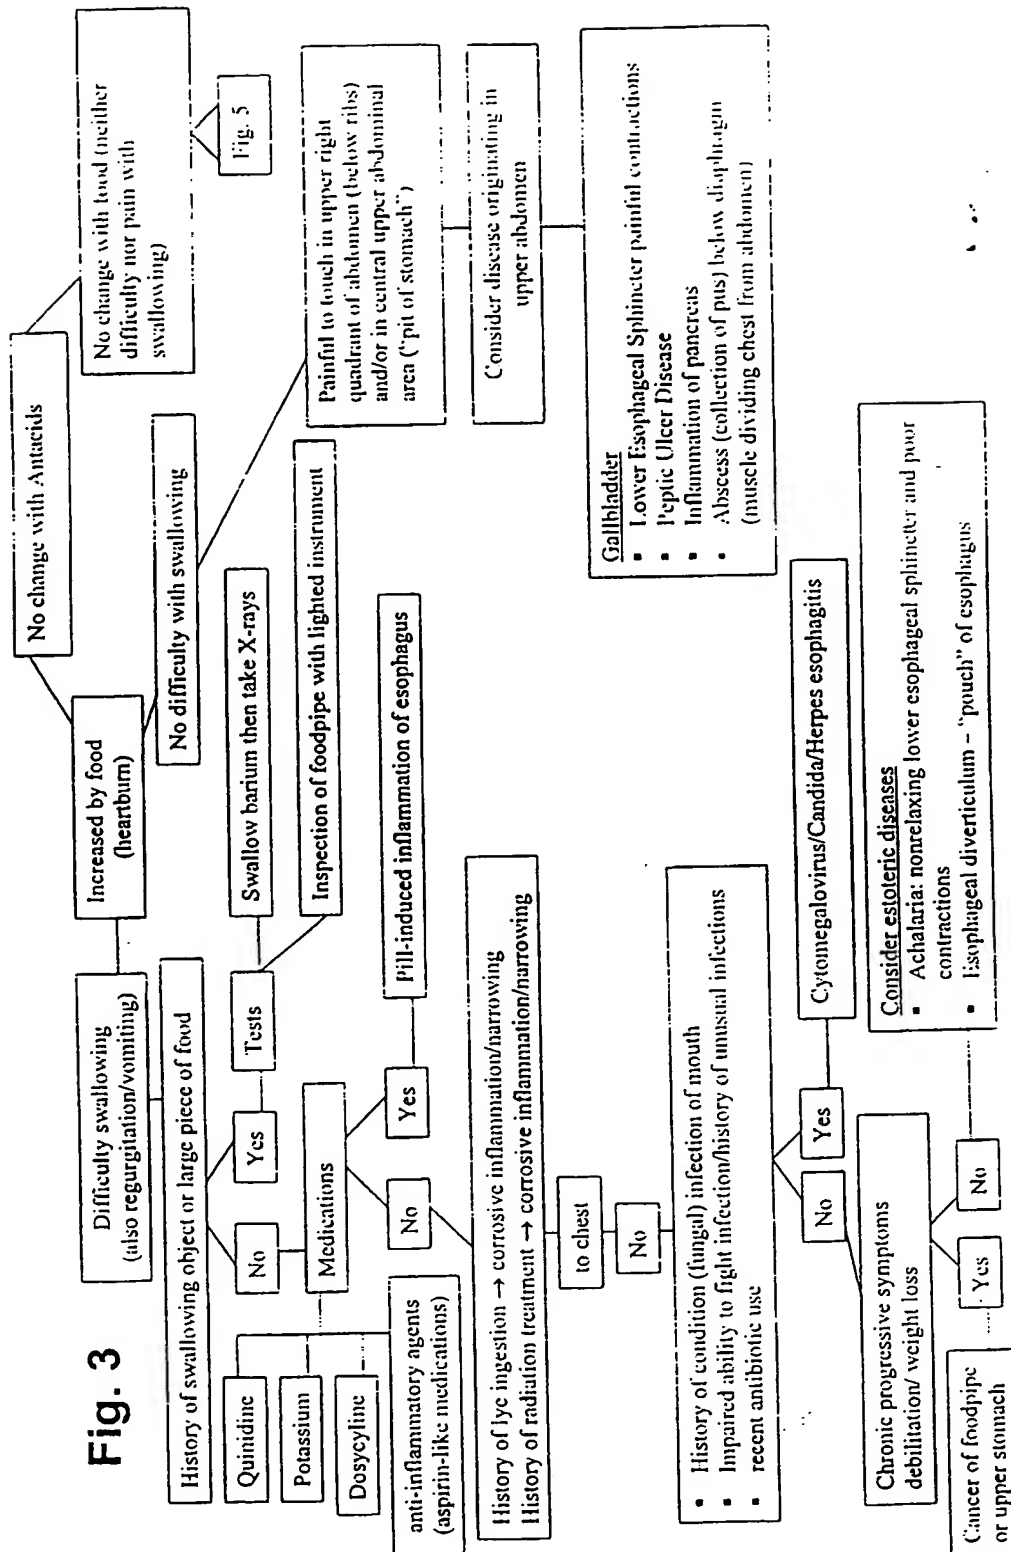 Fig. 3
No change with Antacids
Increased by food
(heartburn)
Difficulty swallowing
(also regurgitation/vomiting)
No change with food (neither
difficulty nor pain with
swallowing)
Fig. 5
No difficulty with swallowing
History of swallowing object or large piece of food
No
Yes
Tests
Swallow barium then take X-rays
Inspection of foodpipe with lighted instrument
Painful to touch in upper right
quadrant of abdomen (below ribs)
and/or in central upper abdominal
area ("pit of stomach")
Quinidine
Potassium
Dosycyline
anti-inflammatory agents
(aspirin-like medications)
Medications
No
Yes
Pill-induced inflammation of esophagus
Consider disease originating in
upper abdomen
History of lye ingestion → corrosive inflammation/narrowing
History of radiation treatment → corrosive inflammation/narrowing
to chest
No
Gallbladder
▪ Lower Esophageal Sphincter painful contractions
▪ Peptic Ulcer Disease
▪ Inflammation of pancreas
▪ Abscess (collection of pus) below diaphragm
(muscle dividing chest from abdomen)
▪ History of condition (fungal) infection of mouth
▪ Impaired ability to fight infection/history of unusual infections
▪ recent antibiotic use
No
Yes
Cytomegalovirus/Candida/Herpes esophagitis
Chronic progressive symptoms
debilitation/ weight loss
Yes
No
Cancer of foodpipe
or upper stomach
Consider estoteric diseases
▪ Achalaria: nonrelaxing lower esophageal sphincter and poor
contractions
▪ Esophageal diverticulum – "pouch" of esophagus